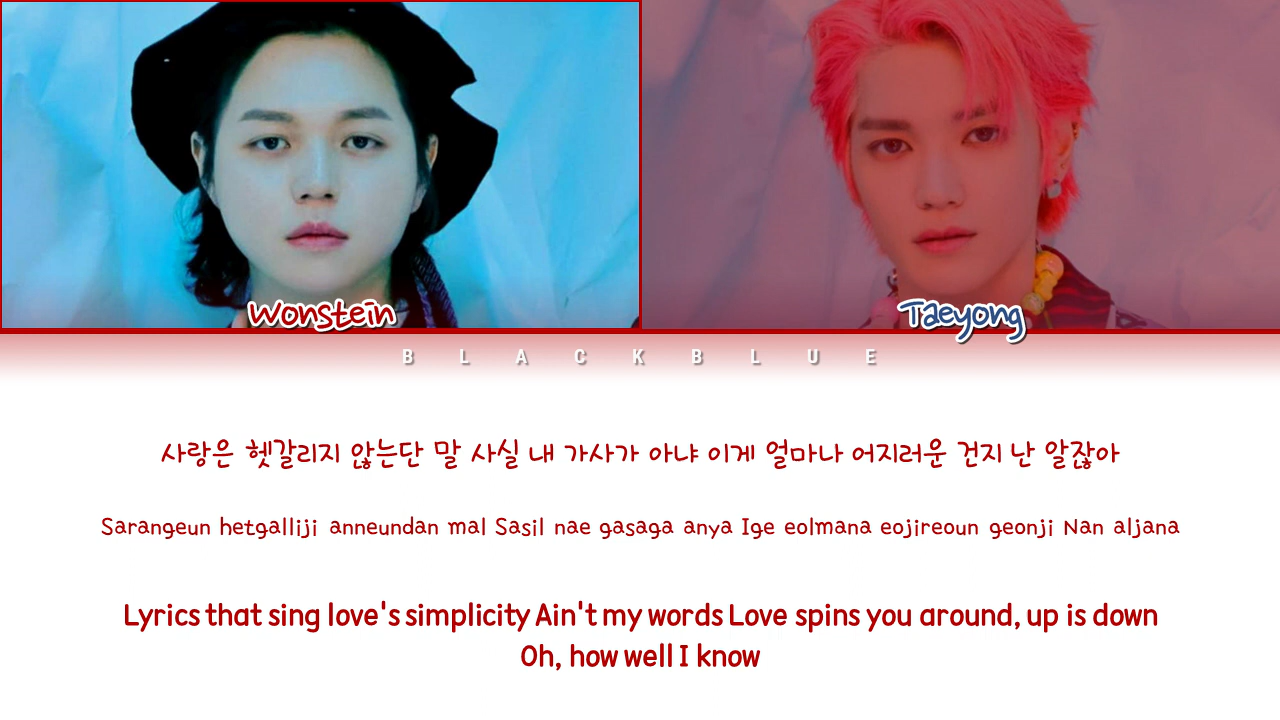 Wonstein
Taeyong
BLACKBLUE
사랑은 헷갈리지 않는단 말 사실 내 가사가 아냐 이게 얼마나 어지러운 건지 난 알잖아
Sarangeun hetgalliji anneundan mal Sasil nae gasaga anya Ige eolmana eojireoun geonji Nan aljana
Lyrics that sing love's simplicity Ain't my words Love spins you around, up is down
Oh, how well I know